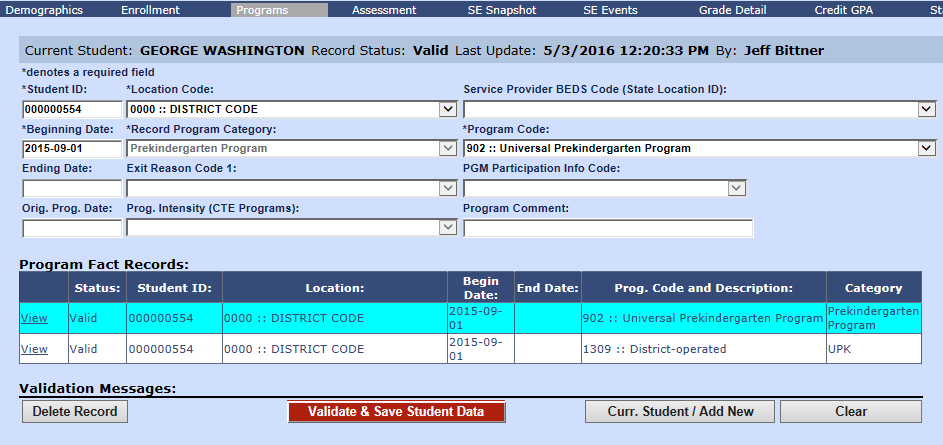 Demographics Enrollment Programs Assessment SE Snapshot SE Events Grade Detail Credit GPA
Current Student: GEORGE WASHINGTON Record Status: Valid Last Update: 5/3/2016 12:20:33 PM By: Jeff Bittner
*denotes a required field
*Student ID: *Location Code: Service Provider BEDS Code (State Location ID):
000000554 0000 :: DISTRICT CODE
*Beginning Date: *Record Program Category: *Program Code:
2015-09-01 Prekindergarten Program 902 :: Universal Prekindergarten Program
Ending Date: Exit Reason Code 1: PGM Participation Info Code:
Orig. Prog. Date: Prog. Intensity (CTE Programs): Program Comment:
Program Fact Records:
Status: Student ID: Location: Begin Date: End Date: Prog. Code and Description: Category
View Valid 000000554 0000 :: DISTRICT CODE 2015-09-01 902 :: Universal Prekindergarten Program Prekindergarten Program
View Valid 000000554 0000 :: DISTRICT CODE 2015-09-01 1309 :: District-operated UPK
Validation Messages:
Delete Record Validate & Save Student Data Curr. Student / Add New Clear